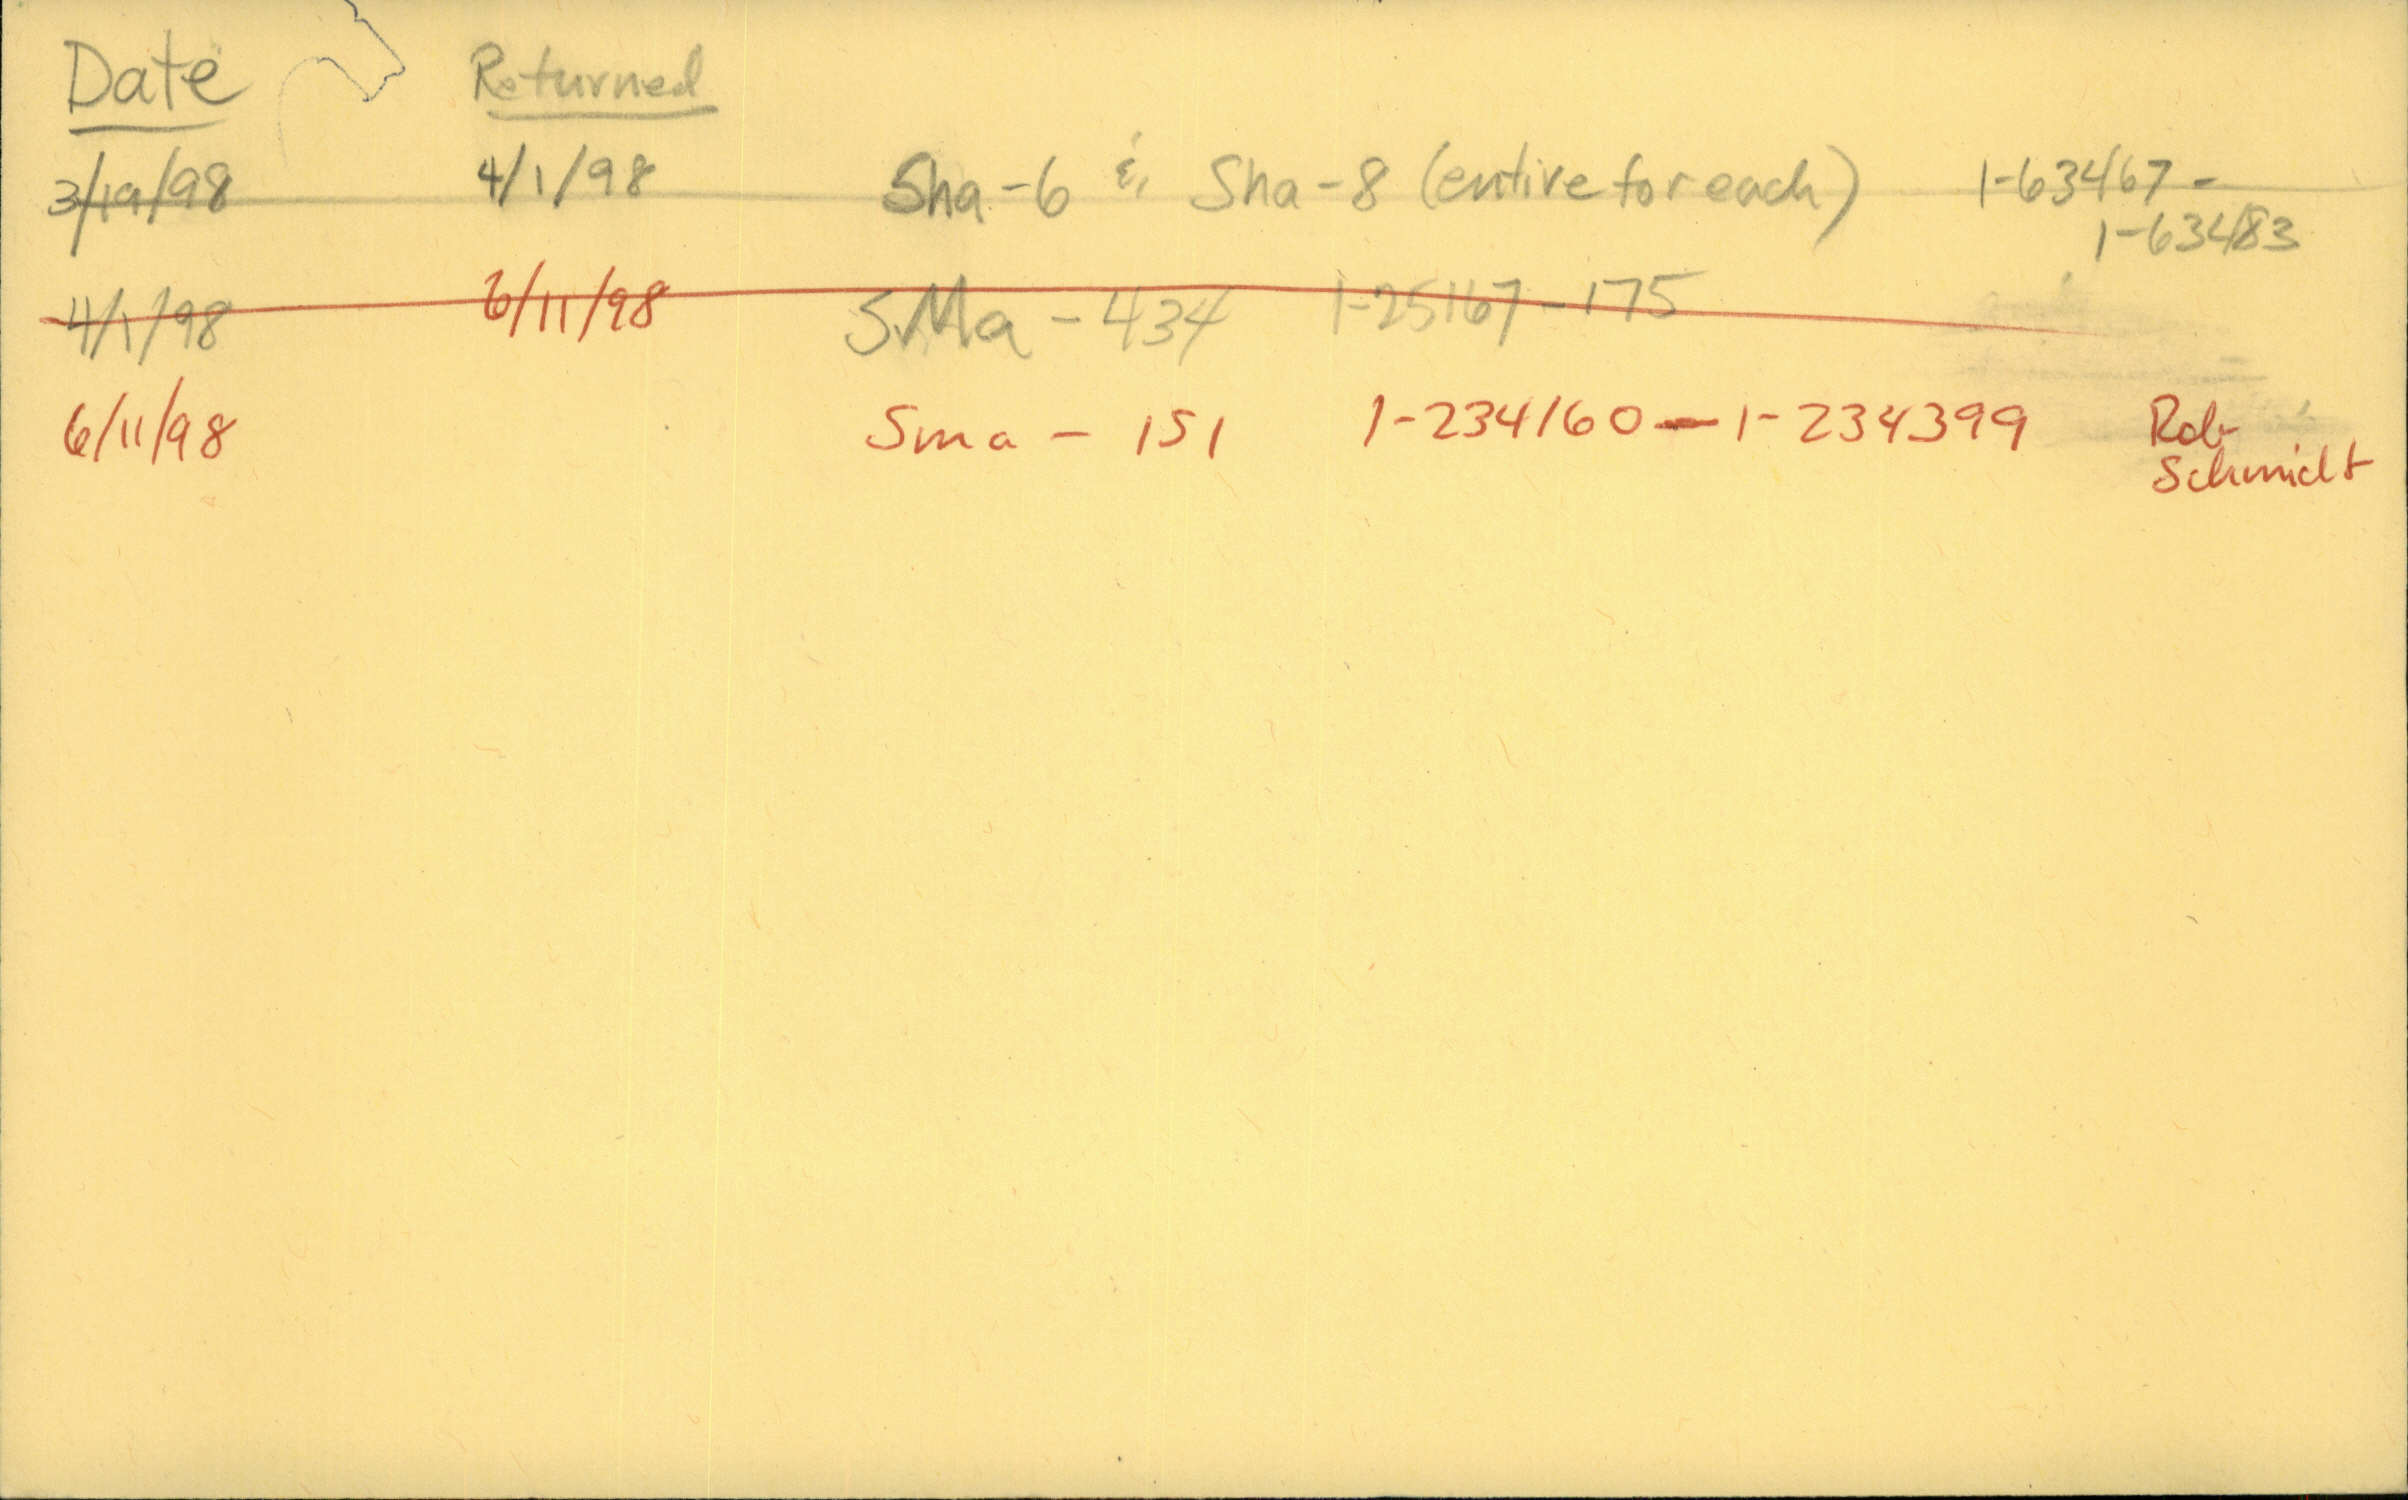 Date Returned
3/19/98 4/1/98 Sha-6 & Sha-8 (entire for each) 1-63467 -
1-63483
4/1/98 6/11/98 SMa - 434 1-25167 - 175
6/11/98 Sma - 151 1-234160 — 1-234399 Rob
Schmidt